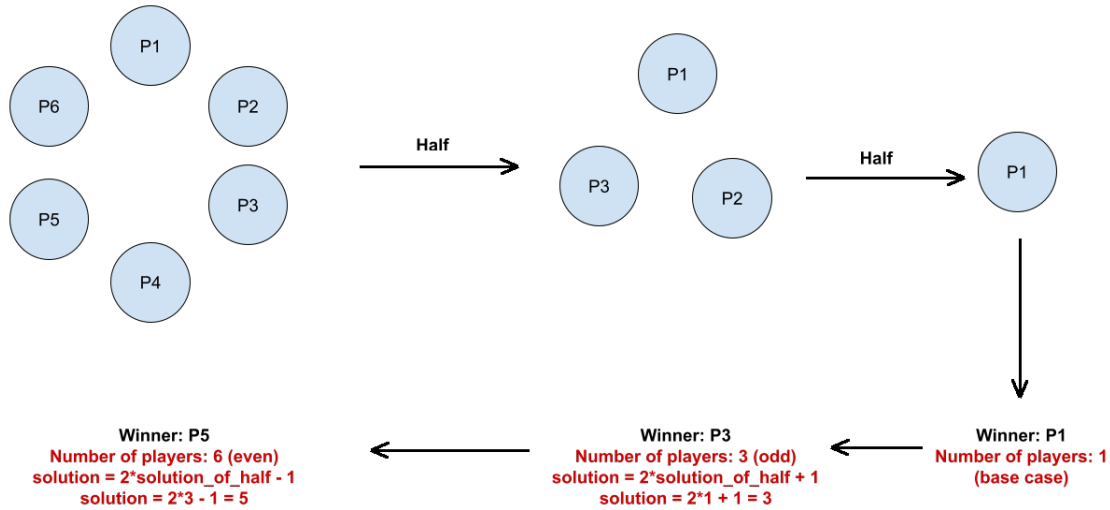 P1
P6
P2
P5
P3
P4
Half
P1
P3
P2
Half
P1
Winner: P5
Number of players: 6 (even)
solution = 2*solution_of_half - 1
solution = 2*3 - 1 = 5
Winner: P3
Number of players: 3 (odd)
solution = 2*solution_of_half + 1
solution = 2*1 + 1 = 3
Winner: P1
Number of players: 1
(base case)